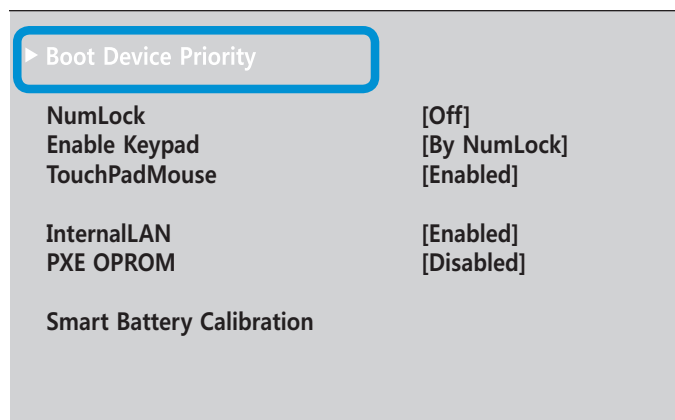 Boot Device Priority
NumLock [Off]
Enable Keypad [By NumLock]
TouchPadMouse [Enabled]
InternalLAN [Enabled]
PXE OPROM [Disabled]
Smart Battery Calibration